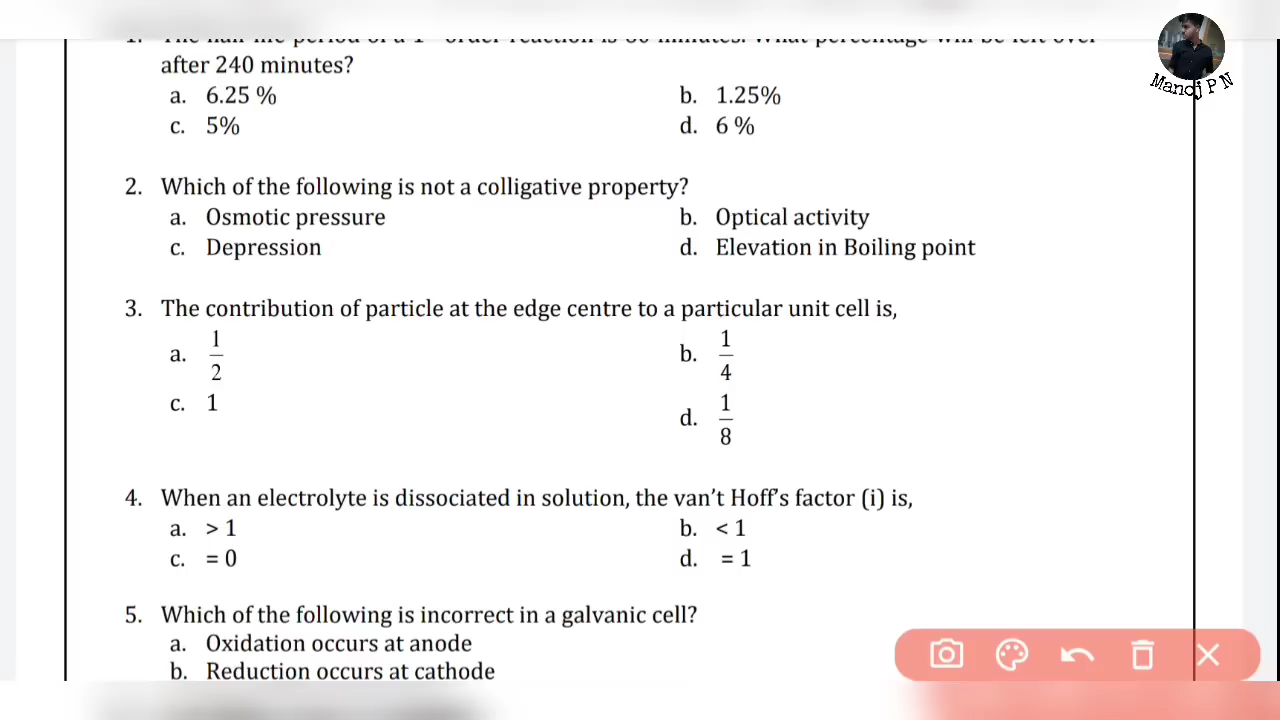 after 240 minutes?
a. 6.25 %
b. 1.25%
c. 5%
d. 6 %
2. Which of the following is not a colligative property?
a. Osmotic pressure
b. Optical activity
c. Depression
d. Elevation in Boiling point
3. The contribution of particle at the edge centre to a particular unit cell is,
a. 1/2
b. 1/4
c. 1
d. 1/8
4. When an electrolyte is dissociated in solution, the van’t Hoff’s factor (i) is,
a. > 1
b. < 1
c. = 0
d. = 1
5. Which of the following is incorrect in a galvanic cell?
a. Oxidation occurs at anode
b. Reduction occurs at cathode
Manoj P N